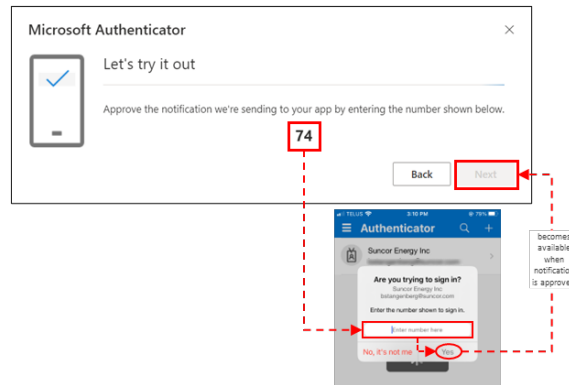 Microsoft Authenticator
Let's try it out
Approve the notification we're sending to your app by entering the number shown below.
74
Back
Next
TELUS 3:10 PM 79%
Authenticator
Suncor Energy Inc
Are you trying to sign in?
Suncor Energy Inc
Enter the number shown to sign in.
Enter number here
No, it's not me
Yes
becomes
available
when
notification
is approve